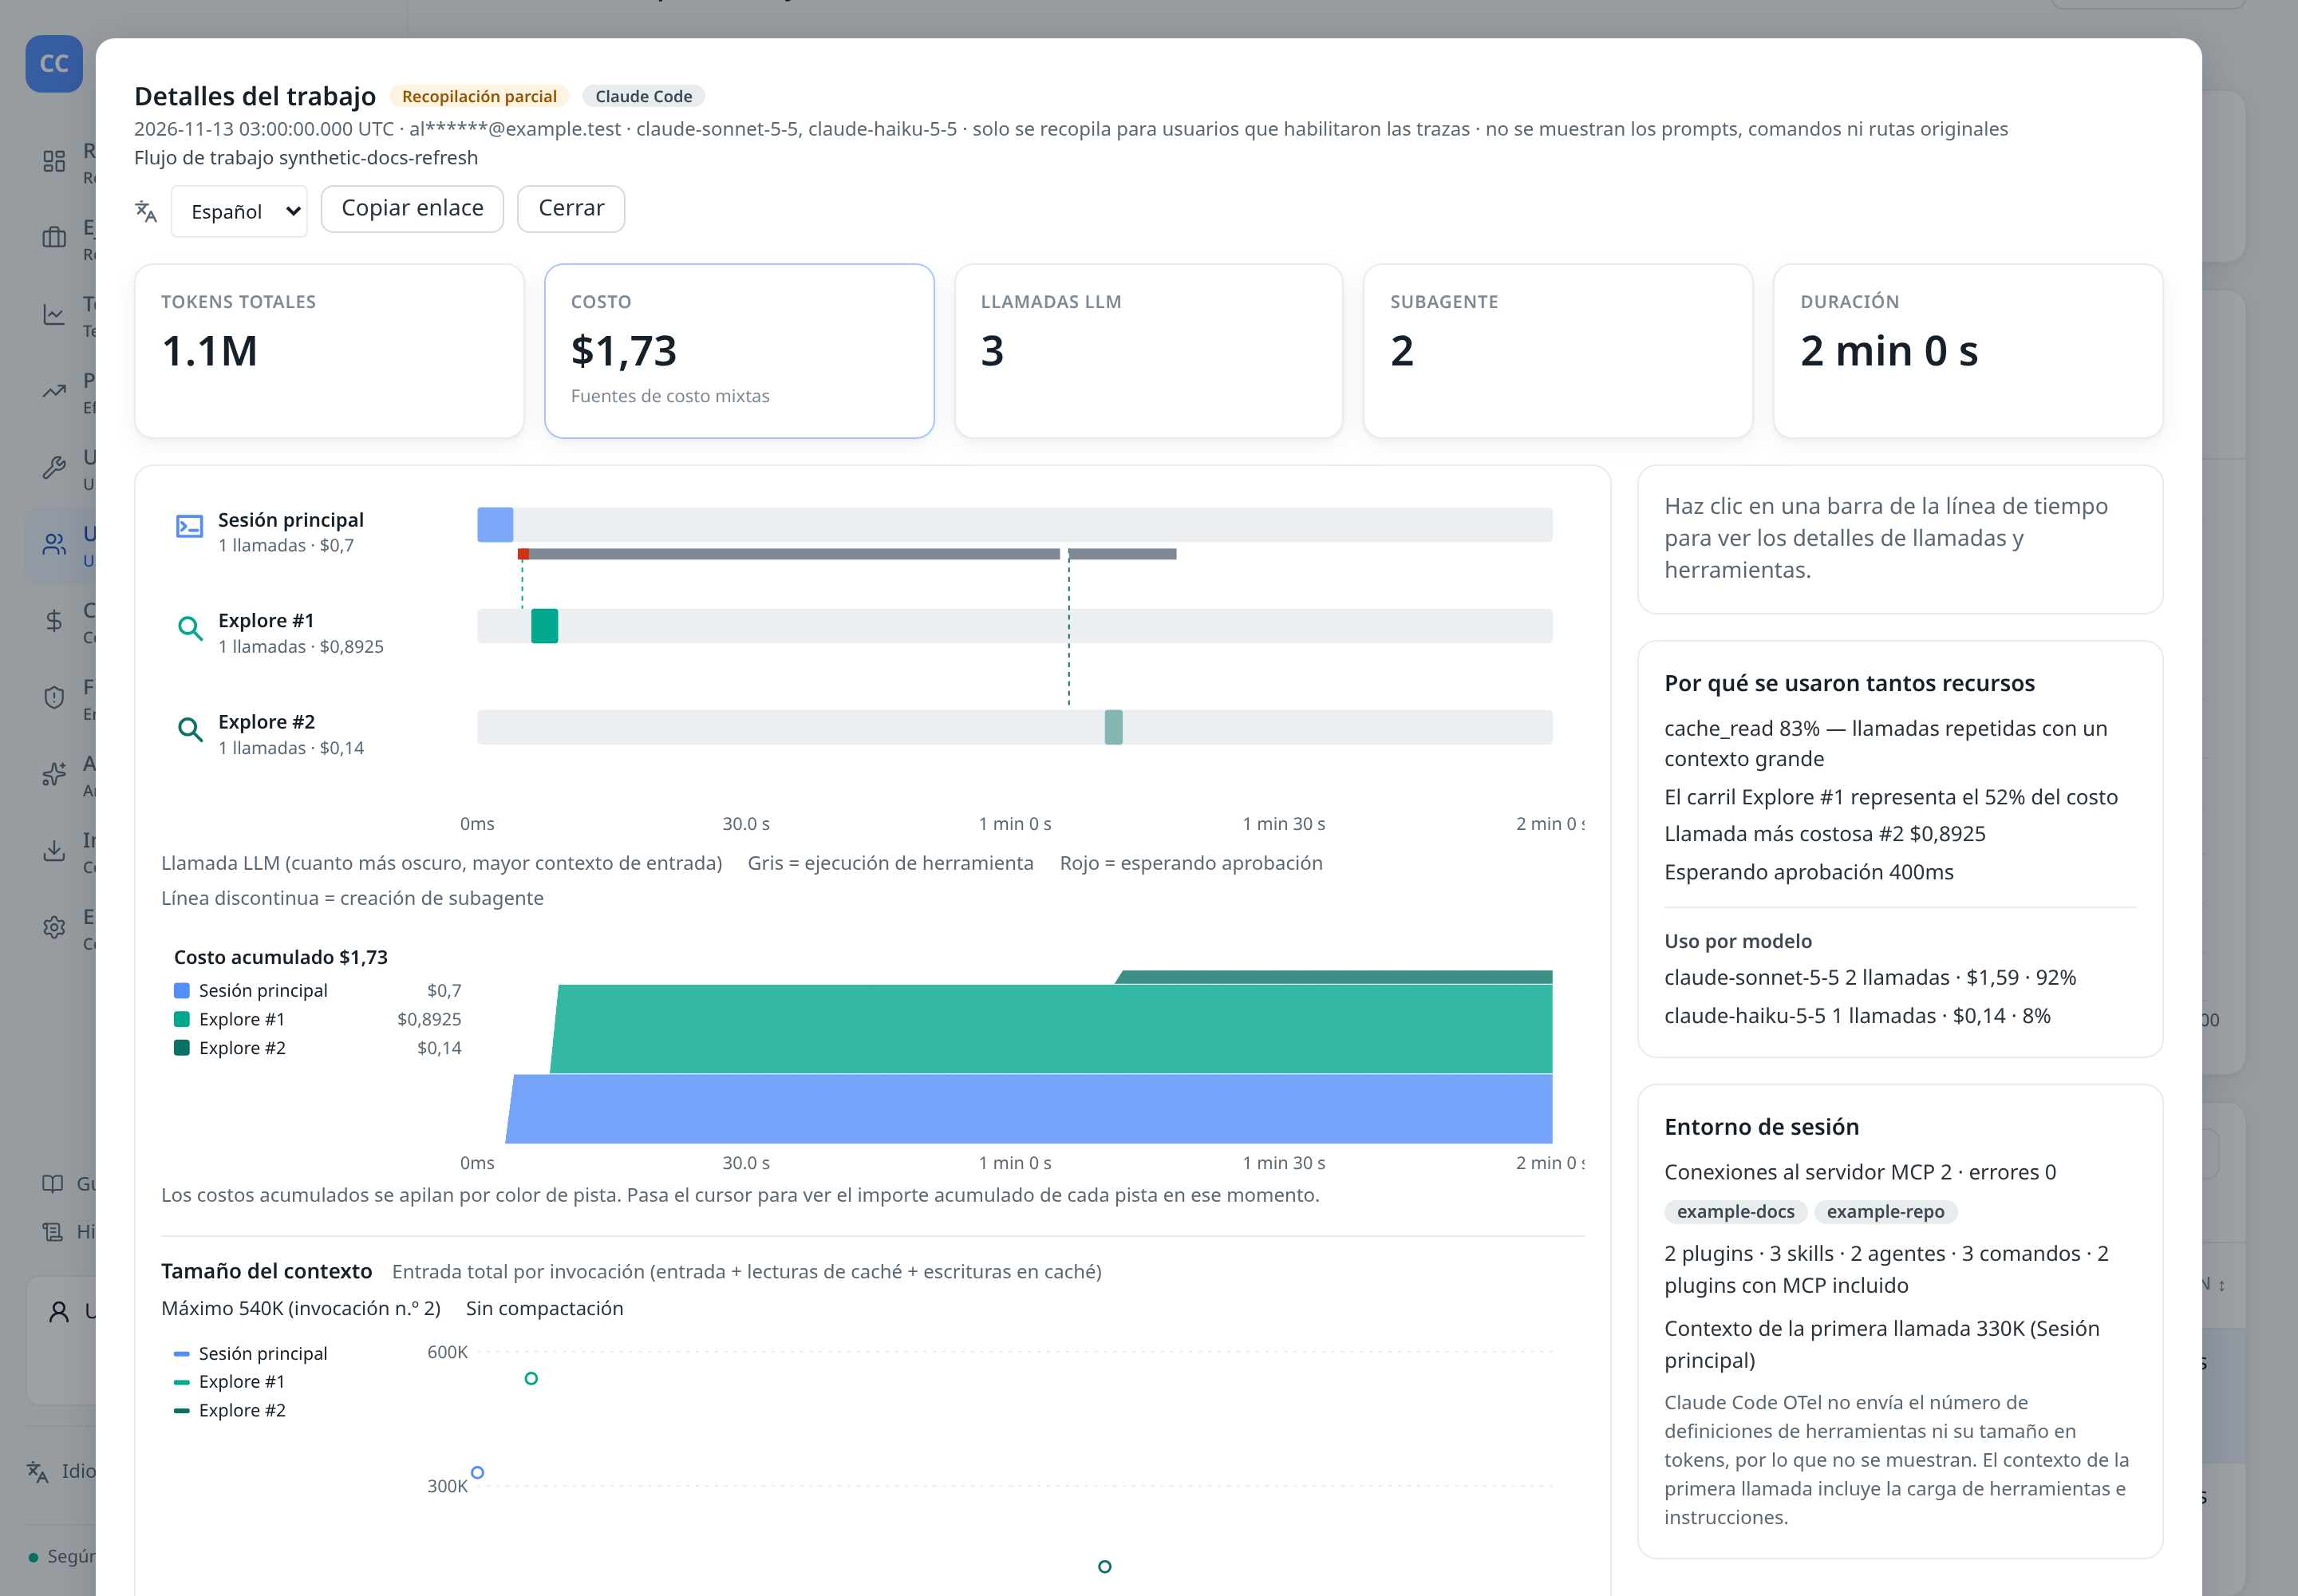 CC
Detalles del trabajo Recopilación parcial Claude Code
2026-11-13 03:00:00.000 UTC · al******@example.test · claude-sonnet-5-5, claude-haiku-5-5 · solo se recopila para usuarios que habilitaron las trazas · no se muestran los prompts, comandos ni rutas originales
Flujo de trabajo synthetic-docs-refresh
Español
Copiar enlace
Cerrar
TOKENS TOTALES
1.1M
COSTO
$1,73
Fuentes de costo mixtas
LLAMADAS LLM
3
SUBAGENTE
2
DURACIÓN
2 min 0 s
Sesión principal
1 llamadas · $0,7
Explore #1
1 llamadas · $0,8925
Explore #2
1 llamadas · $0,14
0ms 30.0 s 1 min 0 s 1 min 30 s 2 min 0 s
Llamada LLM (cuanto más oscuro, mayor contexto de entrada) Gris = ejecución de herramienta Rojo = esperando aprobación
Línea discontinua = creación de subagente
Costo acumulado $1,73
Sesión principal $0,7
Explore #1 $0,8925
Explore #2 $0,14
0ms 30.0 s 1 min 0 s 1 min 30 s 2 min 0 s
Los costos acumulados se apilan por color de pista. Pasa el cursor para ver el importe acumulado de cada pista en ese momento.
Tamaño del contexto Entrada total por invocación (entrada + lecturas de caché + escrituras en caché)
Máximo 540K (invocación n.º 2) Sin compactación
Sesión principal
Explore #1
Explore #2
600K
300K
Haz clic en una barra de la línea de tiempo
para ver los detalles de llamadas y
herramientas.
Por qué se usaron tantos recursos
cache_read 83% — llamadas repetidas con un
contexto grande
El carril Explore #1 representa el 52% del costo
Llamada más costosa #2 $0,8925
Esperando aprobación 400ms
Uso por modelo
claude-sonnet-5-5 2 llamadas · $1,59 · 92%
claude-haiku-5-5 1 llamadas · $0,14 · 8%
Entorno de sesión
Conexiones al servidor MCP 2 · errores 0
example-docs example-repo
2 plugins · 3 skills · 2 agentes · 3 comandos · 2
plugins con MCP incluido
Contexto de la primera llamada 330K (Sesión
principal)
Claude Code OTel no envía el número de
definiciones de herramientas ni su tamaño en
tokens, por lo que no se muestran. El contexto de la
primera llamada incluye la carga de herramientas e
instrucciones.